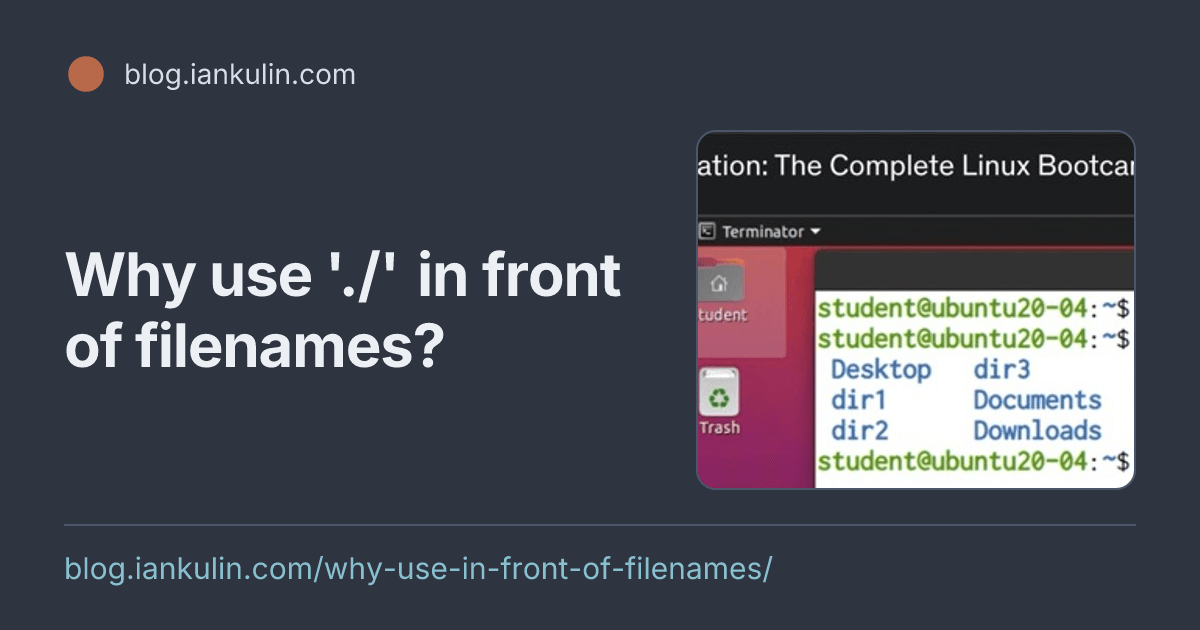 blog.iankulin.com
Why use './' in front
of filenames?
ation: The Complete Linux Bootcar
Terminator
tudent
Trash
student@ubuntu20-04:~$
student@ubuntu20-04:~$
Desktop dir3
dir1 Documents
dir2 Downloads
student@ubuntu20-04:~$
blog.iankulin.com/why-use-in-front-of-filenames/